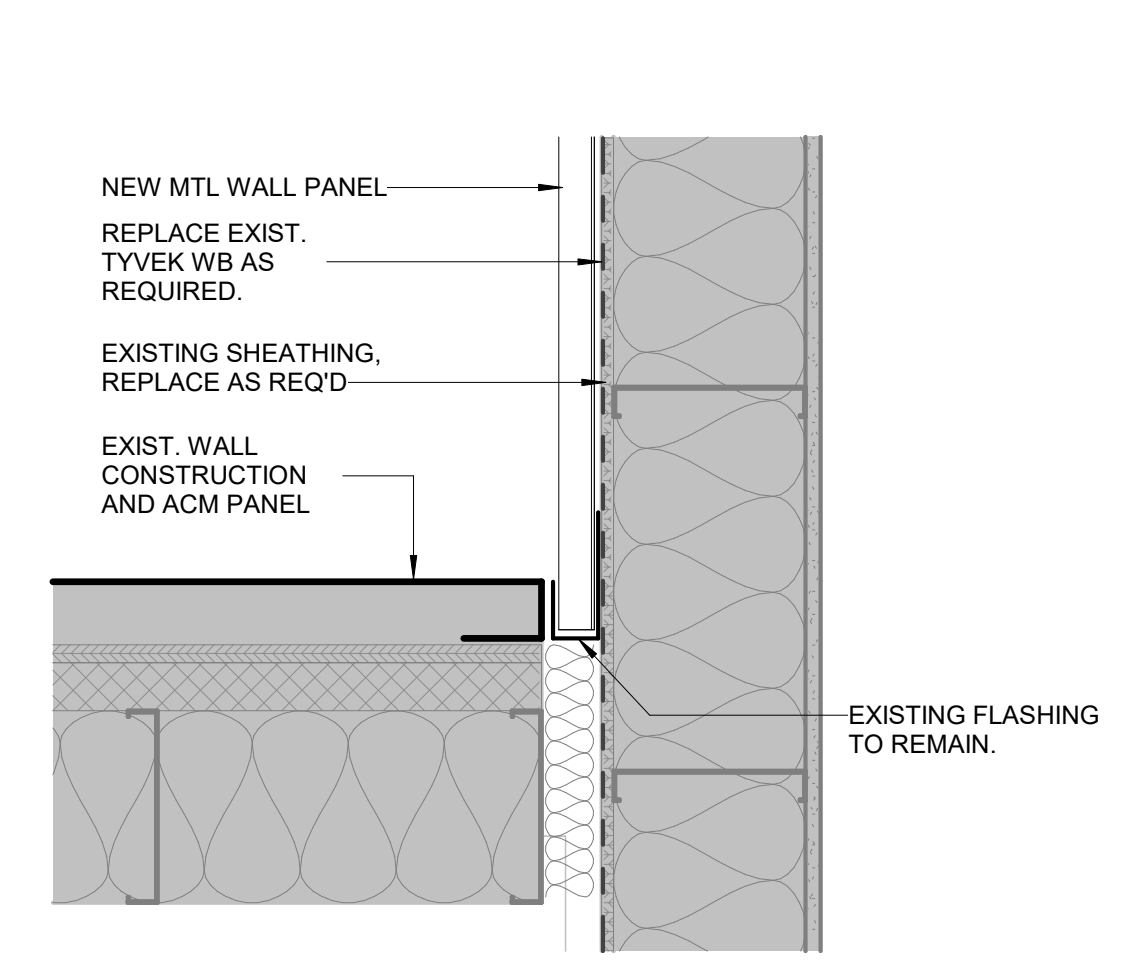 NEW MTL WALL PANEL
REPLACE EXIST.
TYVEK WB AS
REQUIRED.
EXISTING SHEATHING,
REPLACE AS REQ'D
EXIST. WALL
CONSTRUCTION
AND ACM PANEL
EXISTING FLASHING
TO REMAIN.